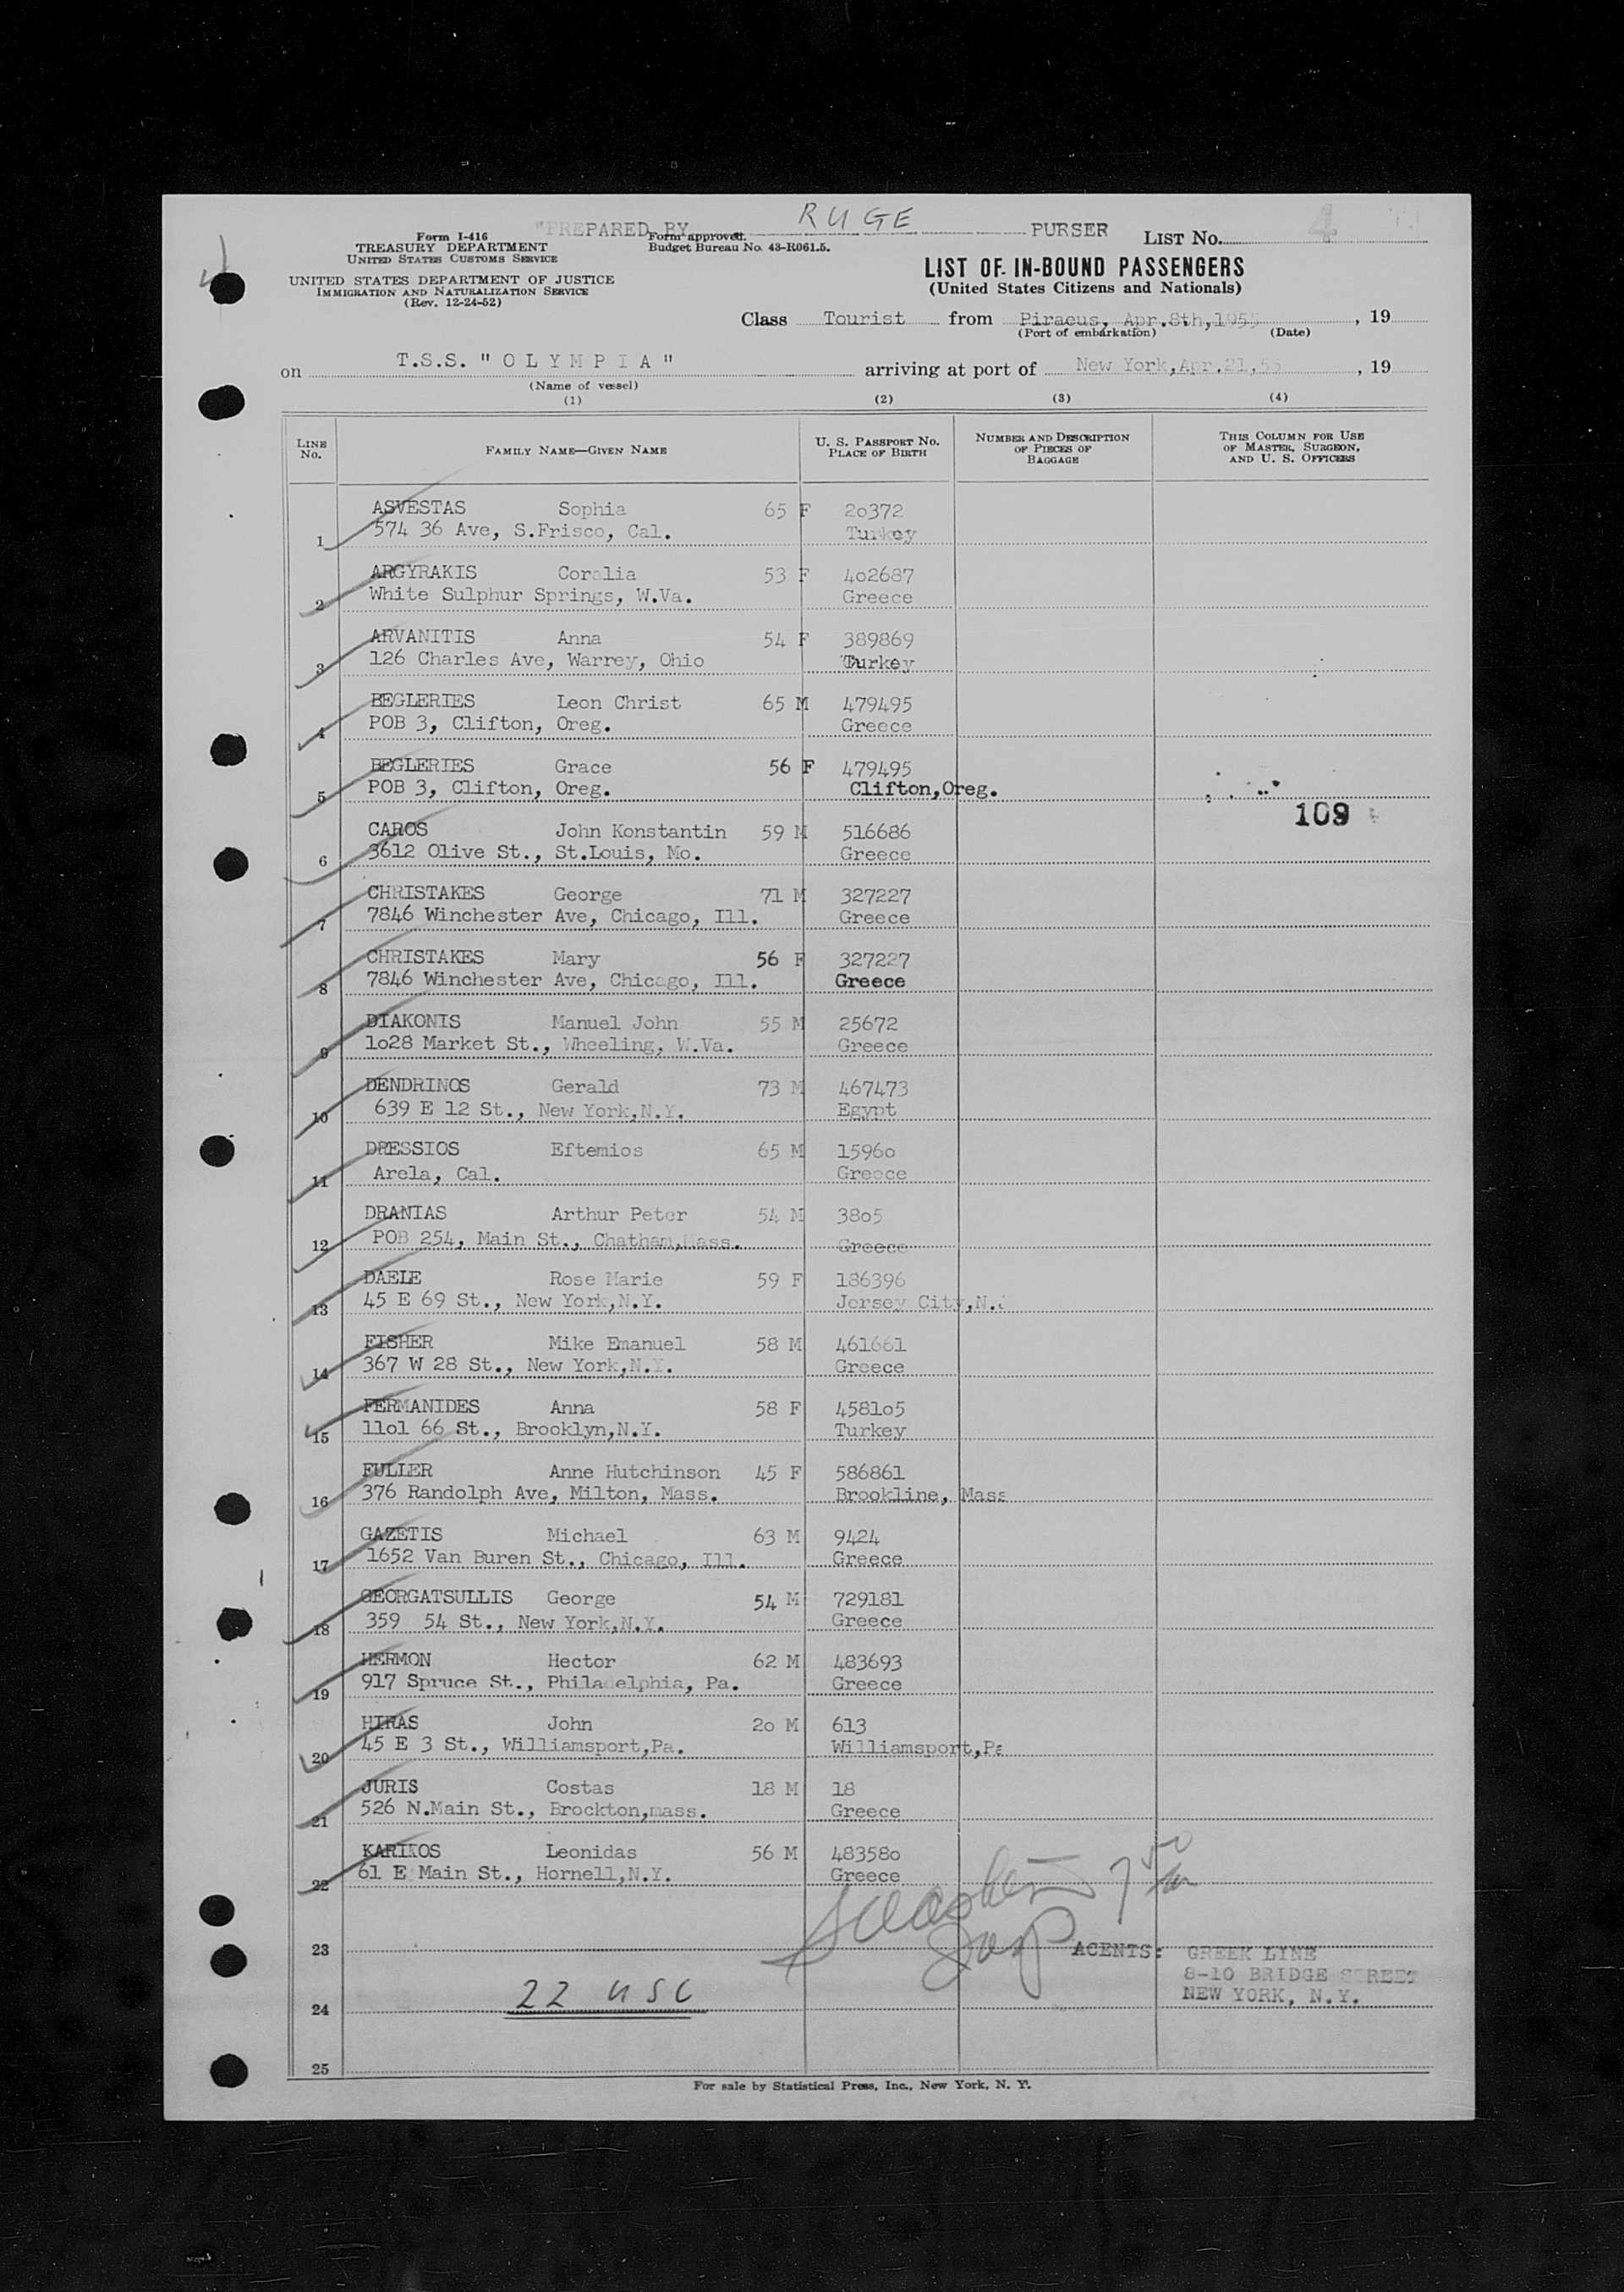 "PREPARED BY RUGE PURSER
LIST No. 4
Form I-416
TREASURY DEPARTMENT
UNITED STATES CUSTOMS SERVICE
Form approved.
Budget Bureau No. 43-R061.5.
UNITED STATES DEPARTMENT OF JUSTICE
IMMIGRATION AND NATURALIZATION SERVICE
(Rev. 12-24-52)
LIST OF IN-BOUND PASSENGERS
(United States Citizens and Nationals)
Class Tourist from Piraeus, Apr.8th,1955, 19
(Port of embarkation) (Date)
on T.S.S. "OLYMPIA" arriving at port of New York,Apr.21,55, 19
(Name of vessel)
(1) (2) (3) (4)
LINE No. FAMILY NAME—GIVEN NAME U. S. PASSPORT No. PLACE OF BIRTH NUMBER AND DESCRIPTION OF PIECES OF BAGGAGE THIS COLUMN FOR USE OF MASTER, SURGEON, AND U. S. OFFICERS
ASVESTAS Sophia 65 F 2o372
1 574 36 Ave, S.Frisco, Cal. Turkey
ARGYRAKIS Coralia 53 F 4o2687
2 White Sulphur Springs, W.Va. Greece
ARVANITIS Anna 54 F 389869
3 126 Charles Ave, Warrey, Ohio Turkey
BEGLERIES Leon Christ 65 M 479495
4 POB 3, Clifton, Oreg. Greece
BEGLERIES Grace 56 F 479495
5 POB 3, Clifton, Oreg. Clifton,Oreg.
109
CAROS John Konstantin 59 M 516686
6 3612 Olive St., St.Louis, Mo. Greece
CHRISTAKES George 71 M 327227
7 7846 Winchester Ave, Chicago, Ill. Greece
CHRISTAKES Mary 56 F 327227
8 7846 Winchester Ave, Chicago, Ill. Greece
DIAKONIS Manuel John 55 M 25672
9 1o28 Market St., Wheeling, W.Va. Greece
DENDRINOS Gerald 73 M 467473
10 639 E 12 St., New York,N.Y. Egypt
DRESSIOS Eftemios 65 M 1596o
11 Arela, Cal. Greece
DRANIAS Arthur Peter 54 M 38o5
12 POB 254, Main St., Chatham,Mass. Greece
DAELE Rose Marie 59 F 186396
13 45 E 69 St., New York,N.Y. Jersey City,N.J
FISHER Mike Emanuel 58 M 461661
14 367 W 28 St., New York,N.Y. Greece
FERMANIDES Anna 58 F 4581o5
15 11o1 66 St., Brooklyn,N.Y. Turkey
FULLER Anne Hutchinson 45 F 586861
16 376 Randolph Ave, Milton, Mass. Brookline, Mass
GAZETIS Michael 63 M 9424
17 1652 Van Buren St., Chicago, Ill. Greece
GEORGATSULLIS George 54 M 729181
18 359 54 St., New York,N.Y. Greece
HERMON Hector 62 M 483693
19 917 Spruce St., Philadelphia, Pa. Greece
HIRAS John 2o M 613
20 45 E 3 St., Williamsport,Pa. Williamsport,Pa
JURIS Costas 18 M 18
21 526 N.Main St., Brockton,mass. Greece
KARIKOS Leonidas 56 M 48358o
22 61 E Main St., Hornell,N.Y. Greece
23 AGENTS: GREEK LINE
8-10 BRIDGE STREET
NEW YORK, N.Y.
24 22 USC
25
For sale by Statistical Press, Inc., New York, N. Y.